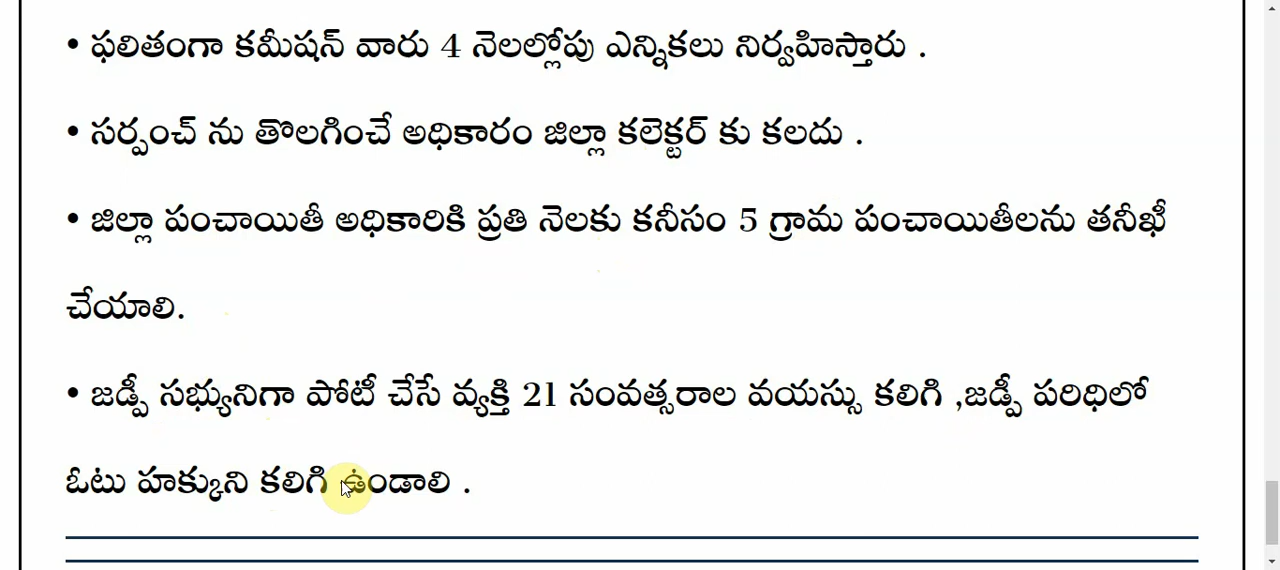 • ఫలితంగా కమీషన్ వారు 4 నెలల్లోపు ఎన్నికలు నిర్వహిస్తారు .
• సర్పంచ్ ను తొలగించే అధికారం జిల్లా కలెక్టర్ కు కలదు .
• జిల్లా పంచాయితీ అధికారికి ప్రతి నెలకు కనీసం 5 గ్రామ పంచాయితీలను తనీఖీ
చేయాలి.
• జడ్పీ సభ్యునిగా పోటీ చేసే వ్యక్తి 21 సంవత్సరాల వయస్సు కలిగి ,జడ్పీ పరిధిలో
ఓటు హక్కుని కలిగి ఉండాలి .